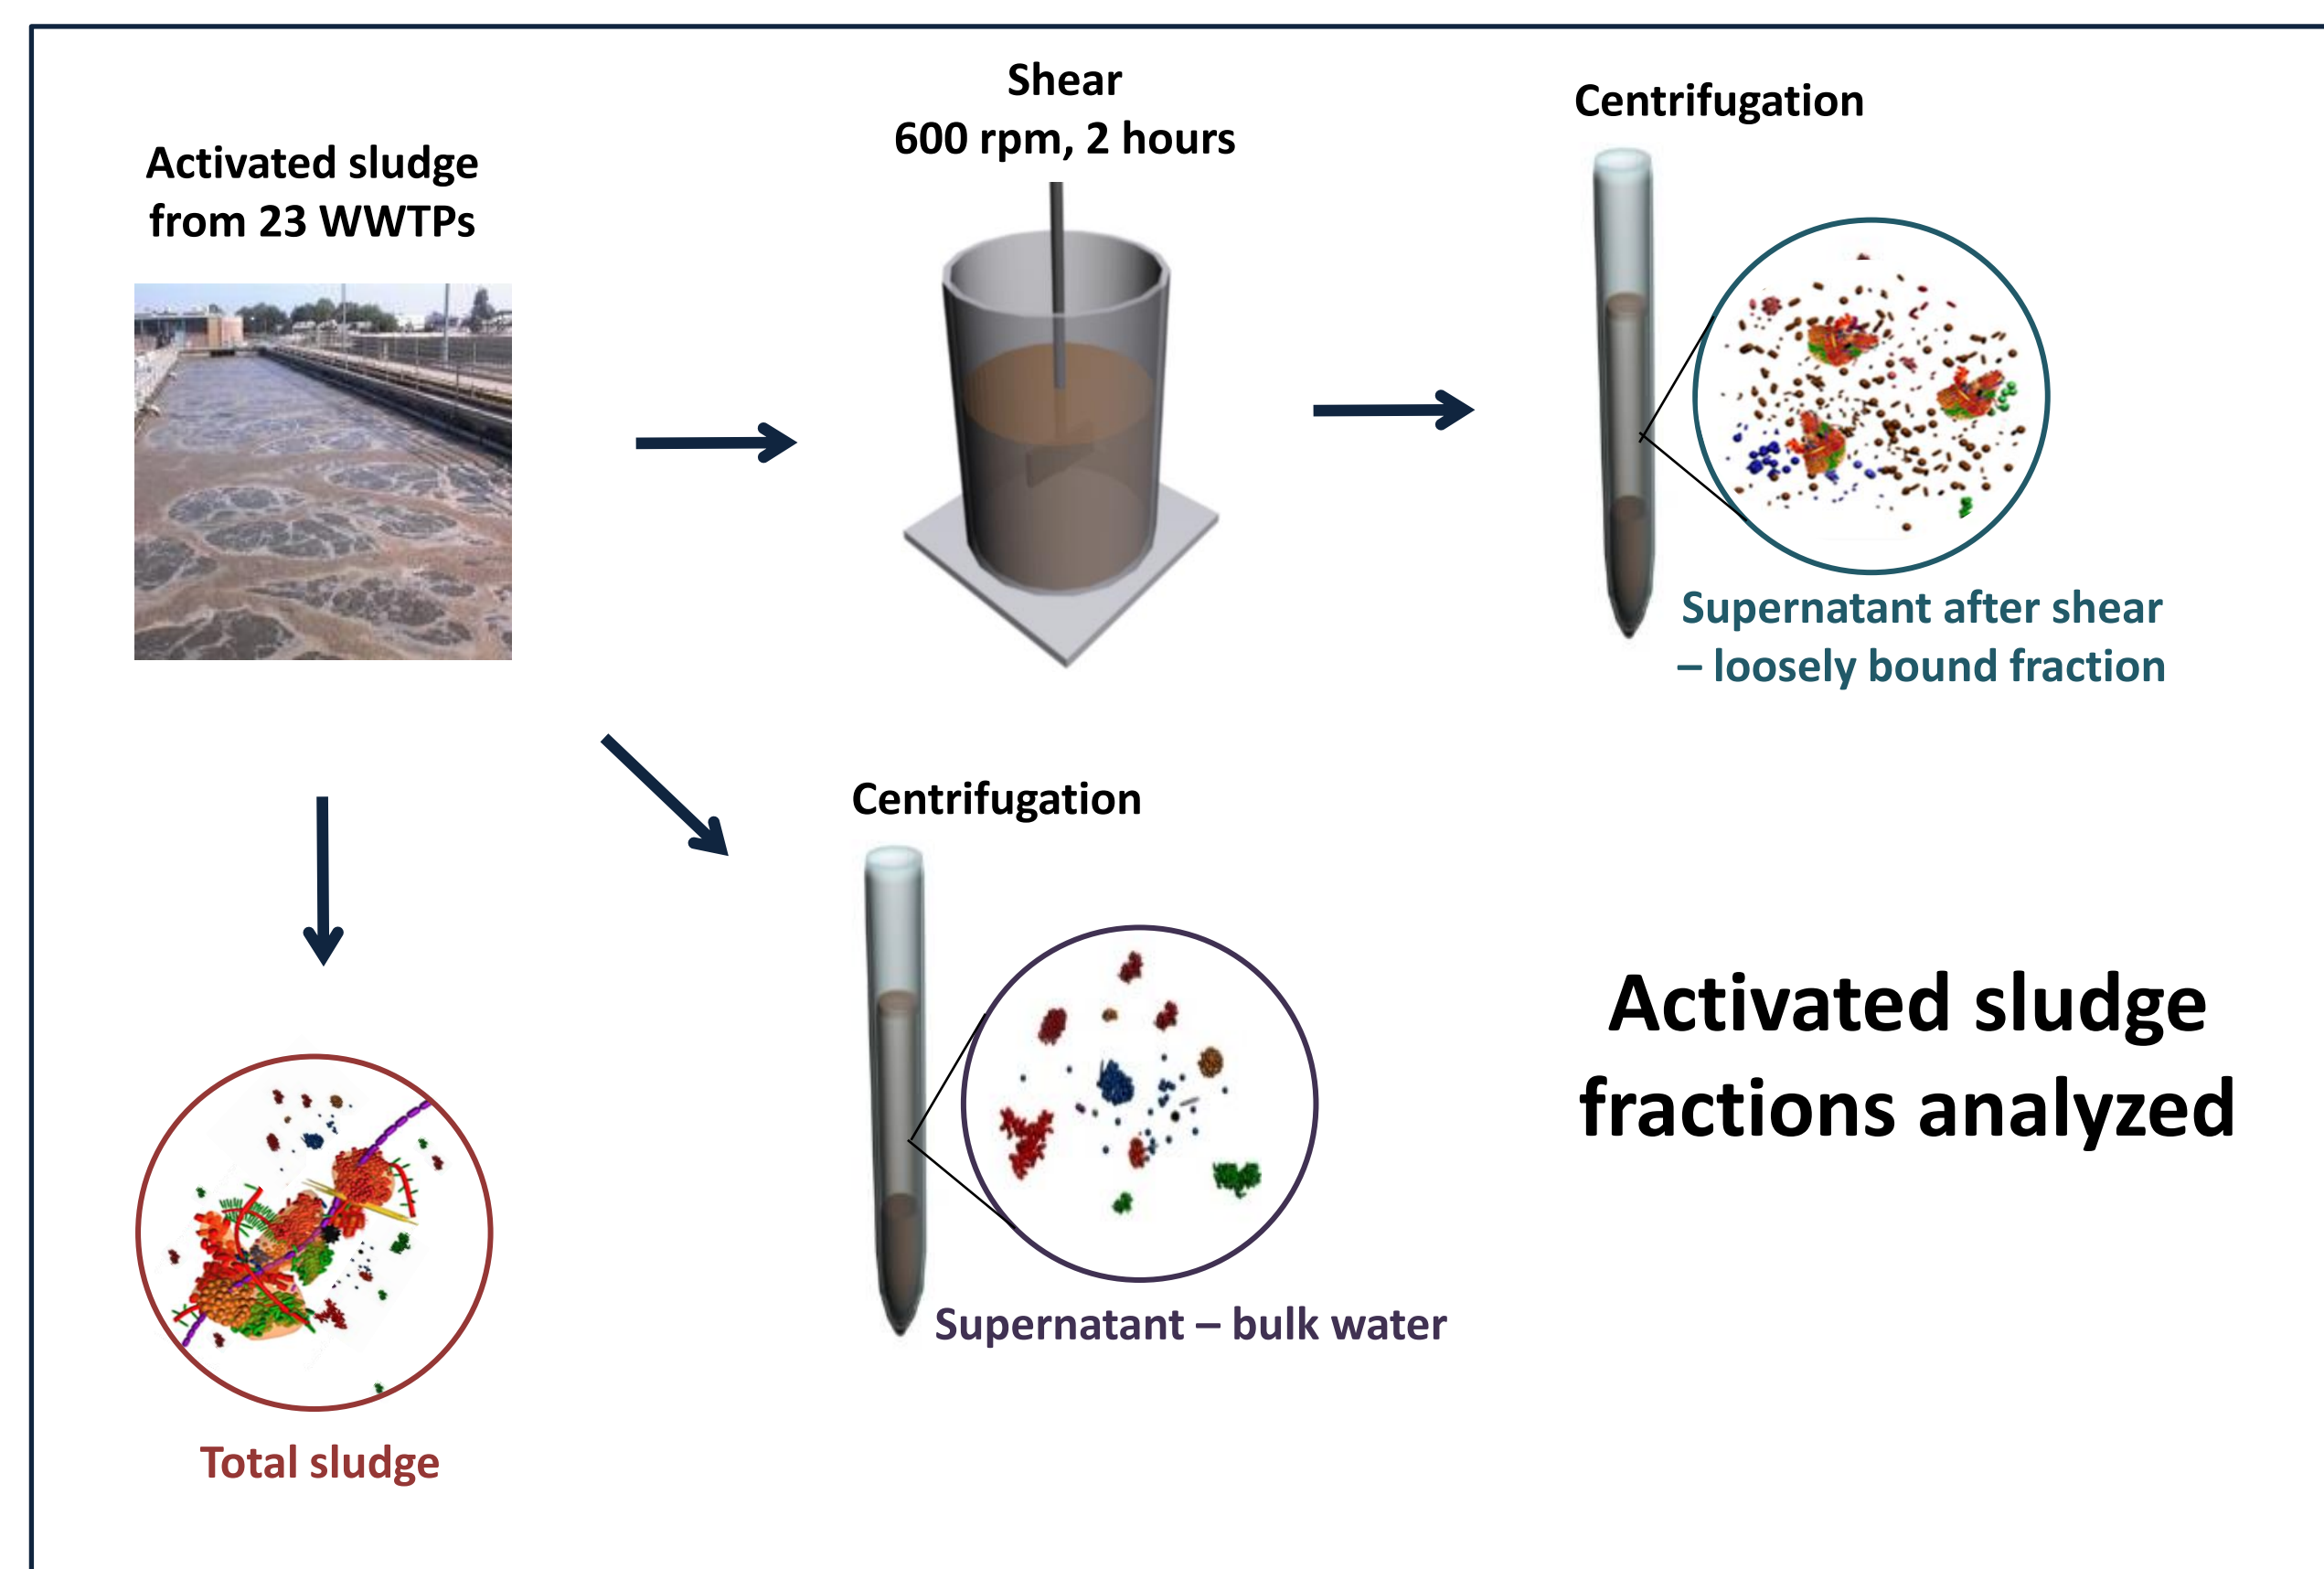 Activated sludge
from 23 WWTPs
Shear
600 rpm, 2 hours
Centrifugation
Supernatant after shear
– loosely bound fraction
Centrifugation
Supernatant – bulk water
Total sludge
Activated sludge
fractions analyzed